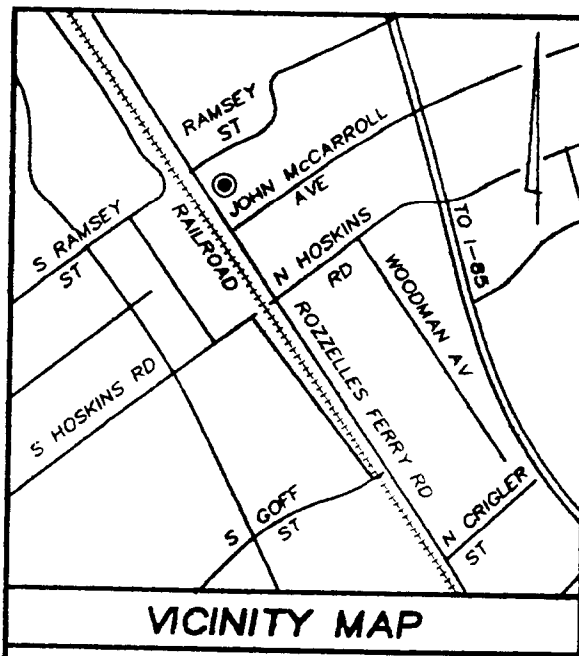 RAMSEY
ST
JOHN McCARROLL
AVE
S RAMSEY
ST
RAILROAD
N HOSKINS
RD
TO I-85
WOODMAN AV
ROZZELLES FERRY RD
S HOSKINS RD
S GOFF
ST
N CRIGLER
ST
VICINITY MAP